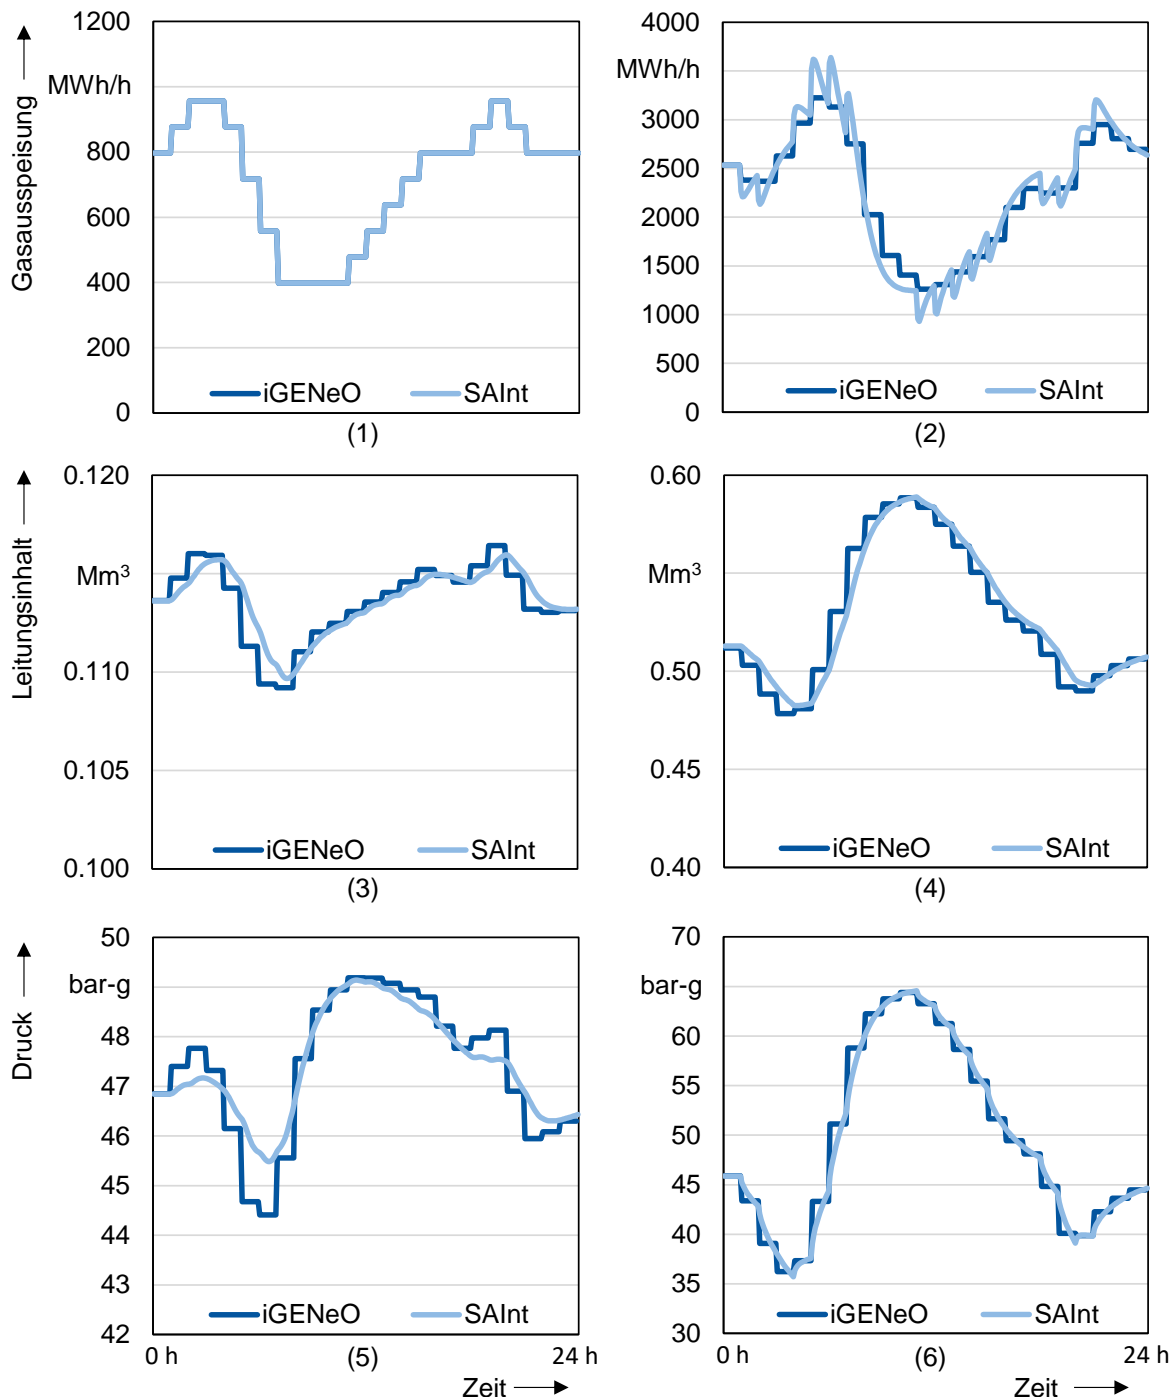 Gasausspeisung
1200
MWh/h
800
600
400
200
0
iGENeO
SAInt
(1)
4000
MWh/h
3000
2500
2000
1500
1000
500
0
iGENeO
SAInt
(2)
Leitungsinhalt
0.120
Mm³
0.110
0.105
0.100
iGENeO
SAInt
(3)
0.60
Mm³
0.50
0.45
0.40
iGENeO
SAInt
(4)
Druck
50
bar-g
48
47
46
45
44
43
42
iGENeO
SAInt
0 h
(5)
24 h
Zeit
70
bar-g
60
55
50
45
40
35
30
iGENeO
SAInt
0 h
(6)
24 h
Zeit